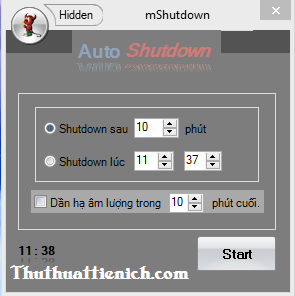 Hidden mShutdown
Auto Shutdown
Shutdown sau 10 phút
Shutdown lúc 11 37
Dần hạ âm lượng trong 10 phút cuối.
11 : 38
Start
Thuthuattienich.com